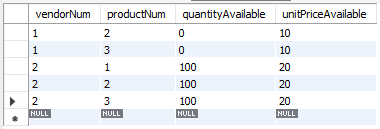 vendorNum productNum quantityAvailable unitPriceAvailable
1 2 0 10
1 3 0 10
2 1 100 20
2 2 100 20
2 3 100 20
NULL NULL NULL NULL